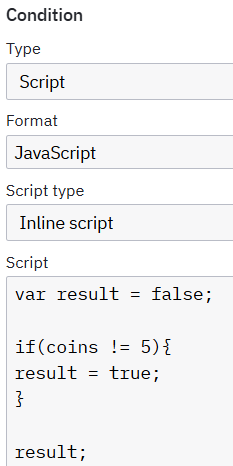 Condition
Type
Script
Format
JavaScript
Script type
Inline script
Script
var result = false;
if(coins != 5){
result = true;
}
result;